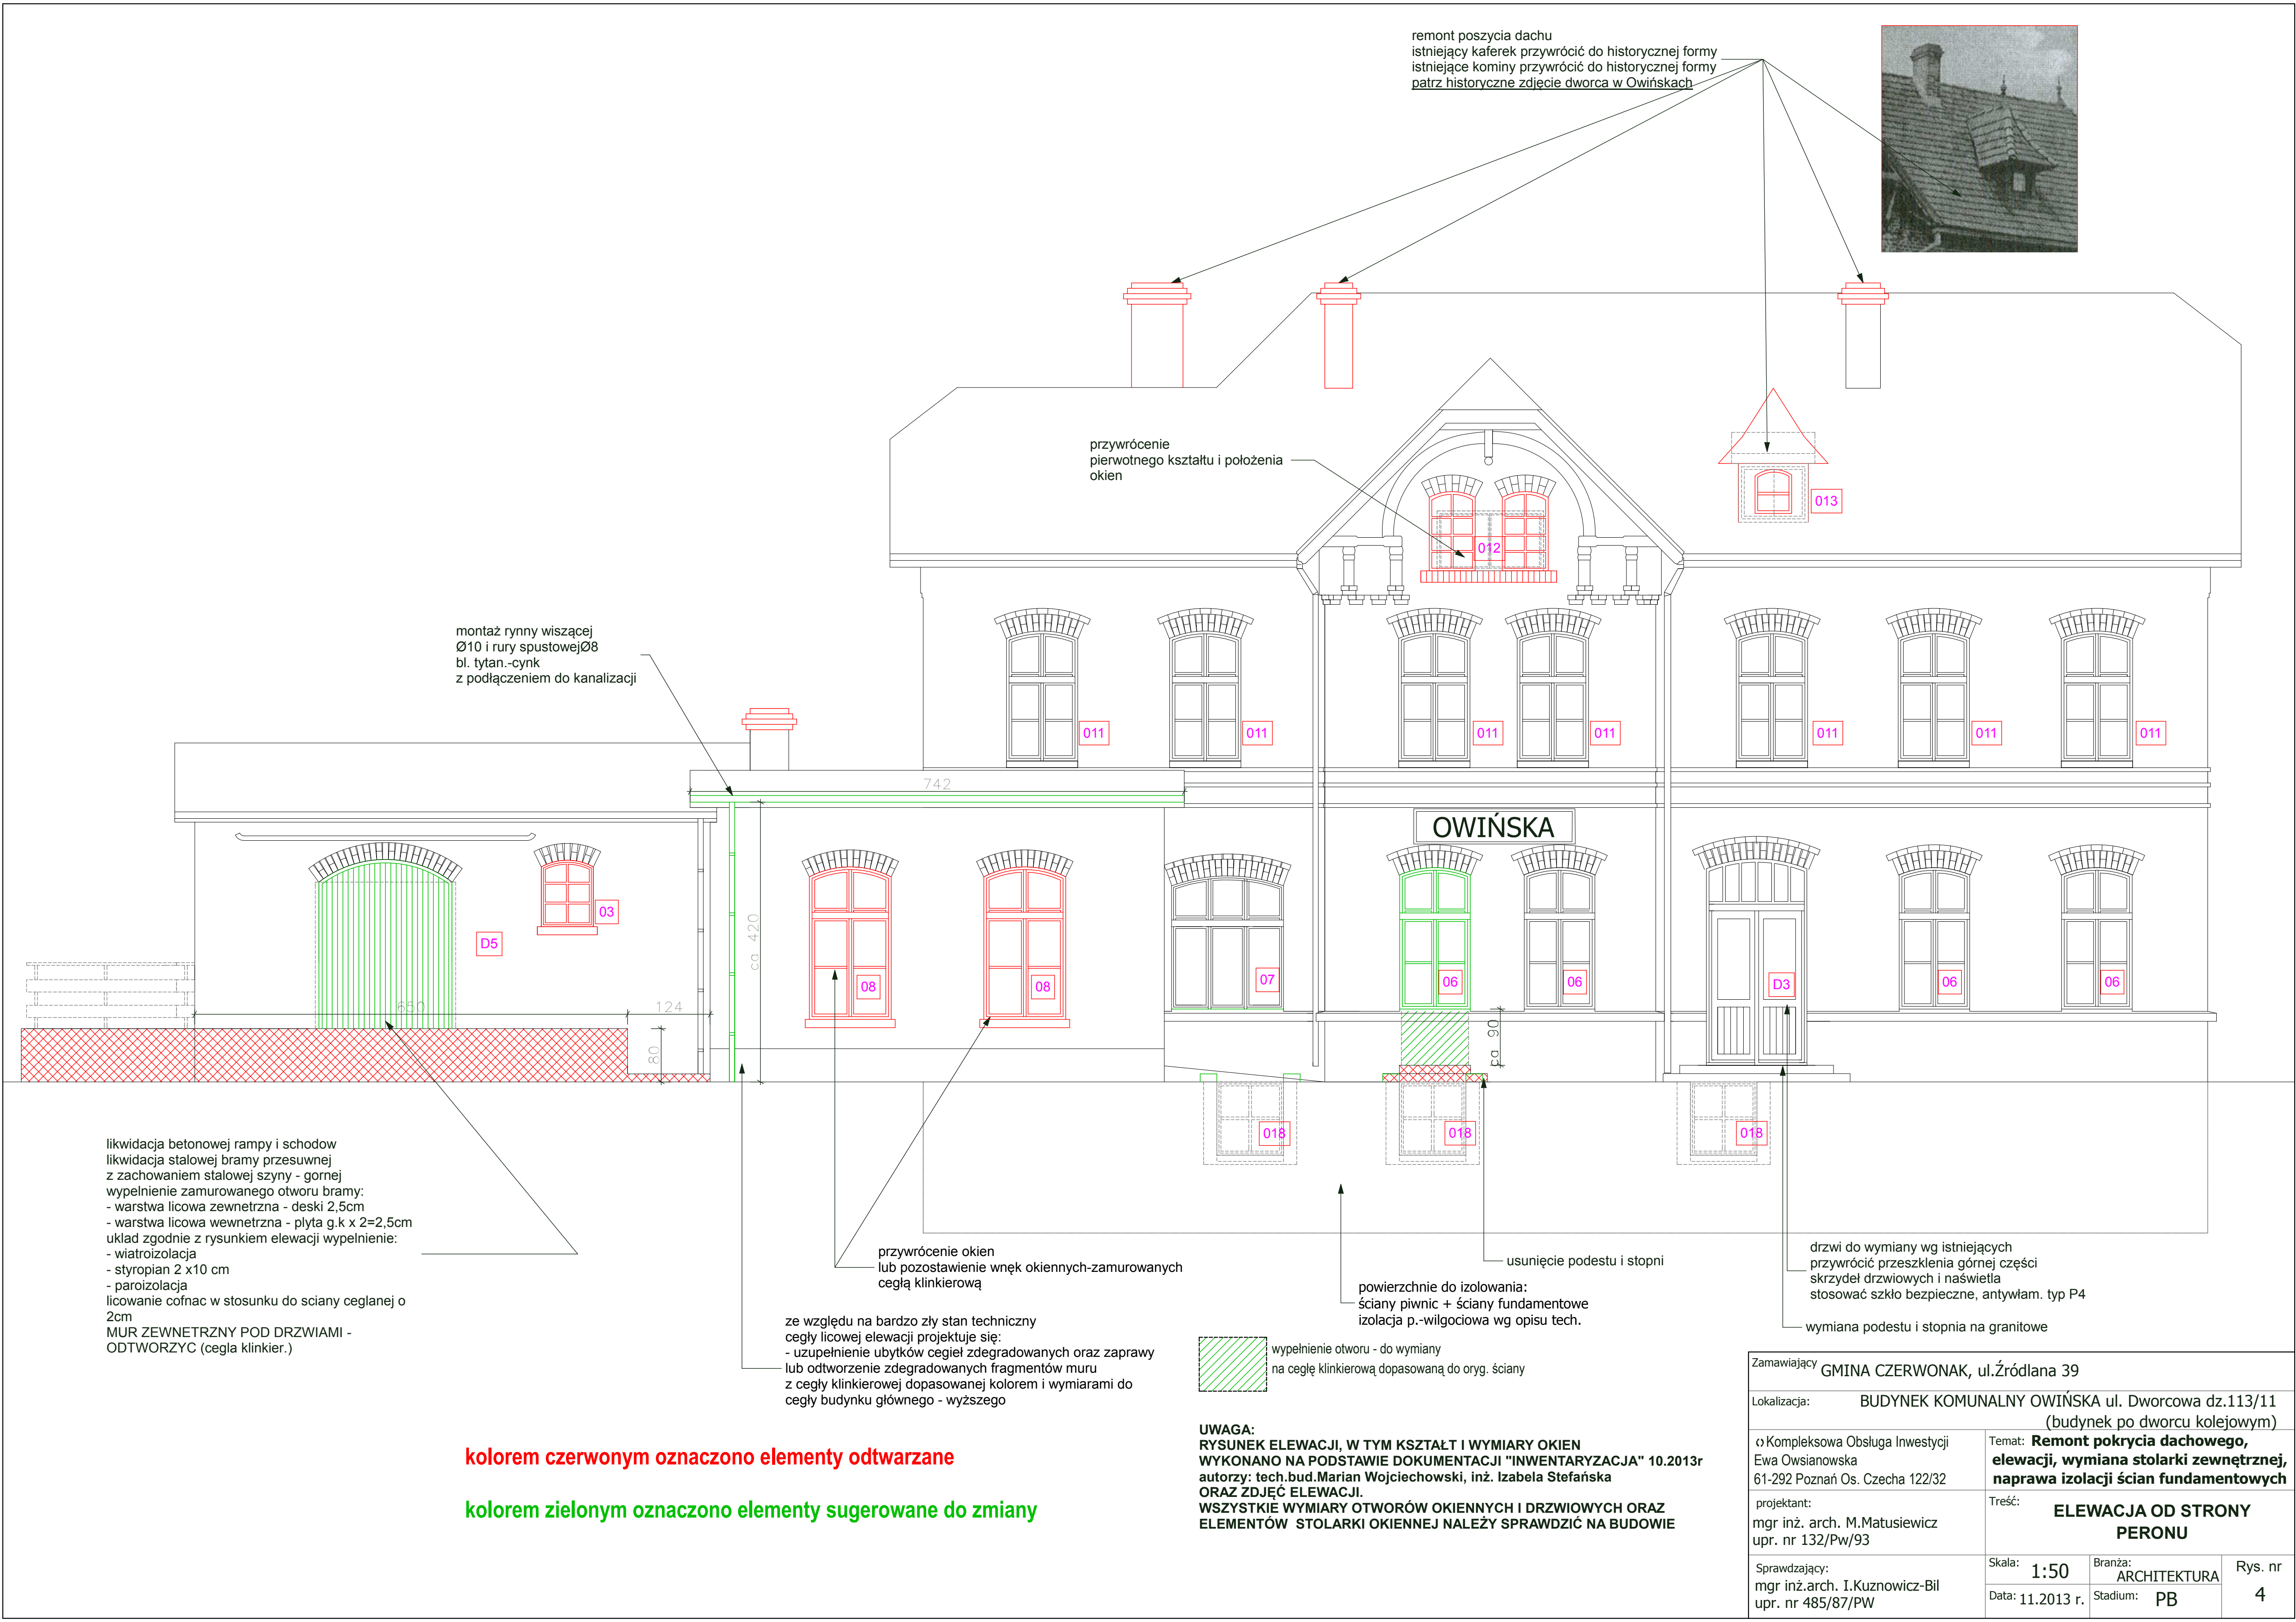 remont poszycia dachu
istniejący kaferek przywrócić do historycznej formy
istniejące kominy przywrócić do historycznej formy
patrz historyczne zdjęcie dworca w Owińskach
przywrócenie
pierwotnego kształtu i położenia
okien
013
012
montaż rynny wiszącej
Ø10 i rury spustowejØ8
bl. tytan.-cynk
z podłączeniem do kanalizacji
011 011 011 011 011 011 011
742
OWIŃSKA
ca 420
03
D5
08 08 07 06 06 D3 06 06
650 124
80
ca 90
018 018 018
likwidacja betonowej rampy i schodow
likwidacja stalowej bramy przesuwnej
z zachowaniem stalowej szyny - gornej
wypelnienie zamurowanego otworu bramy:
- warstwa licowa zewnetrzna - deski 2,5cm
- warstwa licowa wewnetrzna - plyta g.k x 2=2,5cm
uklad zgodnie z rysunkiem elewacji wypelnienie:
- wiatroizolacja
- styropian 2 x10 cm
- paroizolacja
licowanie cofnac w stosunku do sciany ceglanej o
2cm
MUR ZEWNETRZNY POD DRZWIAMI -
ODTWORZYC (cegla klinkier.)
przywrócenie okien
lub pozostawienie wnęk okiennych-zamurowanych
cegłą klinkierową
ze względu na bardzo zły stan techniczny
cegły licowej elewacji projektuje się:
- uzupełnienie ubytków cegieł zdegradowanych oraz zaprawy
lub odtworzenie zdegradowanych fragmentów muru
z cegły klinkierowej dopasowanej kolorem i wymiarami do
cegły budynku głównego - wyższego
usunięcie podestu i stopni
powierzchnie do izolowania:
ściany piwnic + ściany fundamentowe
izolacja p.-wilgociowa wg opisu tech.
drzwi do wymiany wg istniejących
przywrócić przeszklenia górnej części
skrzydeł drzwiowych i naświetla
stosować szkło bezpieczne, antywłam. typ P4
wymiana podestu i stopnia na granitowe
wypełnienie otworu - do wymiany
na cegłę klinkierową dopasowaną do oryg. ściany
kolorem czerwonym oznaczono elementy odtwarzane
kolorem zielonym oznaczono elementy sugerowane do zmiany
UWAGA:
RYSUNEK ELEWACJI, W TYM KSZTAŁT I WYMIARY OKIEN
WYKONANO NA PODSTAWIE DOKUMENTACJI "INWENTARYZACJA" 10.2013r
autorzy: tech.bud.Marian Wojciechowski, inż. Izabela Stefańska
ORAZ ZDJĘĆ ELEWACJI.
WSZYSTKIE WYMIARY OTWORÓW OKIENNYCH I DRZWIOWYCH ORAZ
ELEMENTÓW STOLARKI OKIENNEJ NALEŻY SPRAWDZIĆ NA BUDOWIE
Zamawiający GMINA CZERWONAK, ul.Źródlana 39
Lokalizacja: BUDYNEK KOMUNALNY OWIŃSKA ul. Dworcowa dz.113/11
(budynek po dworcu kolejowym)
Kompleksowa Obsługa Inwestycji
Ewa Owsianowska
61-292 Poznań Os. Czecha 122/32
Temat: Remont pokrycia dachowego,
elewacji, wymiana stolarki zewnętrznej,
naprawa izolacji ścian fundamentowych
projektant:
mgr inż. arch. M.Matusiewicz
upr. nr 132/Pw/93
Treść: ELEWACJA OD STRONY
PERONU
Sprawdzający:
mgr inż.arch. I.Kuznowicz-Bil
upr. nr 485/87/PW
Skala: 1:50
Branża: ARCHITEKTURA
Rys. nr
4
Data: 11.2013 r.
Stadium: PB